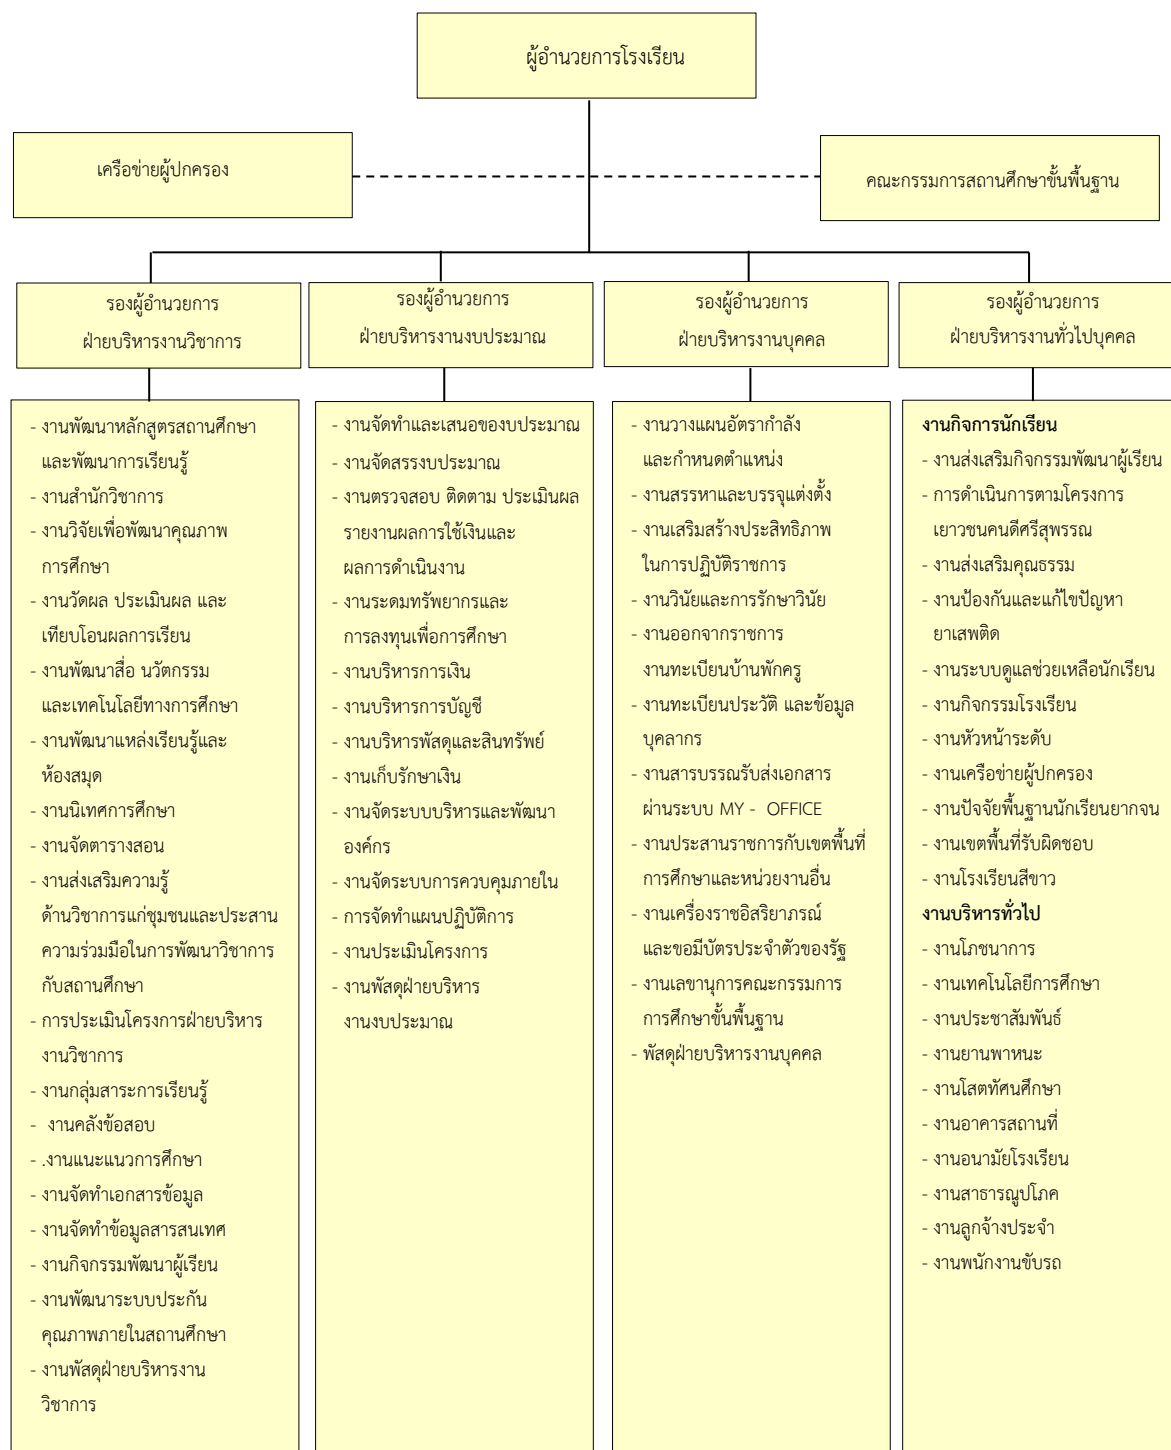 ผู้อำนวยการโรงเรียน
เครือข่ายผู้ปกครอง
คณะกรรมการสถานศึกษาขั้นพื้นฐาน
รองผู้อำนวยการ
ฝ่ายบริหารงานวิชาการ
รองผู้อำนวยการ
ฝ่ายบริหารงานงบประมาณ
รองผู้อำนวยการ
ฝ่ายบริหารงานบุคคล
รองผู้อำนวยการ
ฝ่ายบริหารงานทั่วไปบุคคล
- งานพัฒนาหลักสูตรสถานศึกษา
และพัฒนาการเรียนรู้
- งานสำนักวิชาการ
- งานวิจัยเพื่อพัฒนาคุณภาพ
การศึกษา
- งานวัดผล ประเมินผล และ
เทียบโอนผลการเรียน
- งานพัฒนาสื่อ นวัตกรรม
และเทคโนโลยีทางการศึกษา
- งานพัฒนาแหล่งเรียนรู้และ
ห้องสมุด
- งานนิเทศการศึกษา
- งานจัดตารางสอน
- งานส่งเสริมความรู้
ด้านวิชาการแก่ชุมชนและประสาน
ความร่วมมือในการพัฒนาวิชาการ
กับสถานศึกษา
- การประเมินโครงการฝ่ายบริหาร
งานวิชาการ
- งานกลุ่มสาระการเรียนรู้
- งานคลังข้อสอบ
- .งานแนะแนวการศึกษา
- งานจัดทำเอกสารข้อมูล
- งานจัดทำข้อมูลสารสนเทศ
- งานกิจกรรมพัฒนาผู้เรียน
- งานพัฒนาระบบประกัน
คุณภาพภายในสถานศึกษา
- งานพัสดุฝ่ายบริหารงาน
วิชาการ
- งานจัดทำและเสนอของบประมาณ
- งานจัดสรรงบประมาณ
- งานตรวจสอบ ติดตาม ประเมินผล
รายงานผลการใช้เงินและ
ผลการดำเนินงาน
- งานระดมทรัพยากรและ
การลงทุนเพื่อการศึกษา
- งานบริหารการเงิน
- งานบริหารการบัญชี
- งานบริหารพัสดุและสินทรัพย์
- งานเก็บรักษาเงิน
- งานจัดระบบบริหารและพัฒนา
องค์กร
- งานจัดระบบการควบคุมภายใน
- การจัดทำแผนปฏิบัติการ
- งานประเมินโครงการ
- งานพัสดุฝ่ายบริหาร
งานงบประมาณ
- งานวางแผนอัตรากำลัง
และกำหนดตำแหน่ง
- งานสรรหาและบรรจุแต่งตั้ง
- งานเสริมสร้างประสิทธิภาพ
ในการปฏิบัติราชการ
- งานวินัยและการรักษาวินัย
- งานออกจากราชการ
งานทะเบียนบ้านพักครู
- งานทะเบียนประวัติ และข้อมูล
บุคลากร
- งานสารบรรณรับส่งเอกสาร
ผ่านระบบ MY - OFFICE
- งานประสานราชการกับเขตพื้นที่
การศึกษาและหน่วยงานอื่น
- งานเครื่องราชอิสริยาภรณ์
และขอมีบัตรประจำตัวของรัฐ
- งานเลขานุการคณะกรรมการ
การศึกษาขั้นพื้นฐาน
- พัสดุฝ่ายบริหารงานบุคคล
งานกิจการนักเรียน
- งานส่งเสริมกิจกรรมพัฒนาผู้เรียน
- การดำเนินการตามโครงการ
เยาวชนคนดีศรีสุพรรณ
- งานส่งเสริมคุณธรรม
- งานป้องกันและแก้ไขปัญหา
ยาเสพติด
- งานระบบดูแลช่วยเหลือนักเรียน
- งานกิจกรรมโรงเรียน
- งานหัวหน้าระดับ
- งานเครือข่ายผู้ปกครอง
- งานปัจจัยพื้นฐานนักเรียนยากจน
- งานเขตพื้นที่รับผิดชอบ
- งานโรงเรียนสีขาว
งานบริหารทั่วไป
- งานโภชนาการ
- งานเทคโนโลยีการศึกษา
- งานประชาสัมพันธ์
- งานยานพาหนะ
- งานโสตทัศนศึกษา
- งานอาคารสถานที่
- งานอนามัยโรงเรียน
- งานสาธารณูปโภค
- งานลูกจ้างประจำ
- งานพนักงานขับรถ